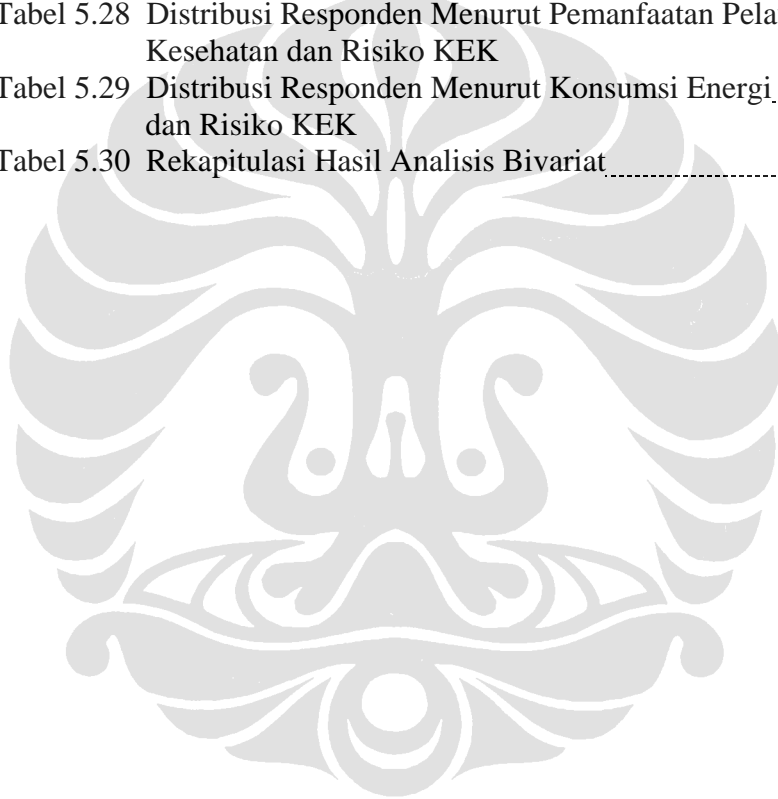 Tabel 5.28 Distribusi Responden Menurut Pemanfaatan Pela
Kesehatan dan Risiko KEK
Tabel 5.29 Distribusi Responden Menurut Konsumsi Energi
dan Risiko KEK
Tabel 5.30 Rekapitulasi Hasil Analisis Bivariat